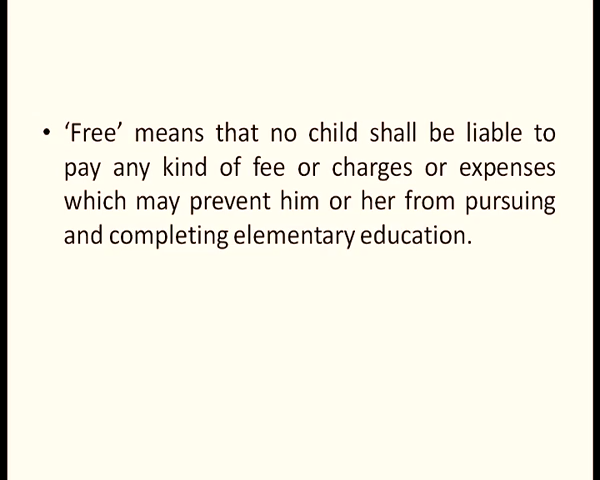 • ‘Free’ means that no child shall be liable to
pay any kind of fee or charges or expenses
which may prevent him or her from pursuing
and completing elementary education.